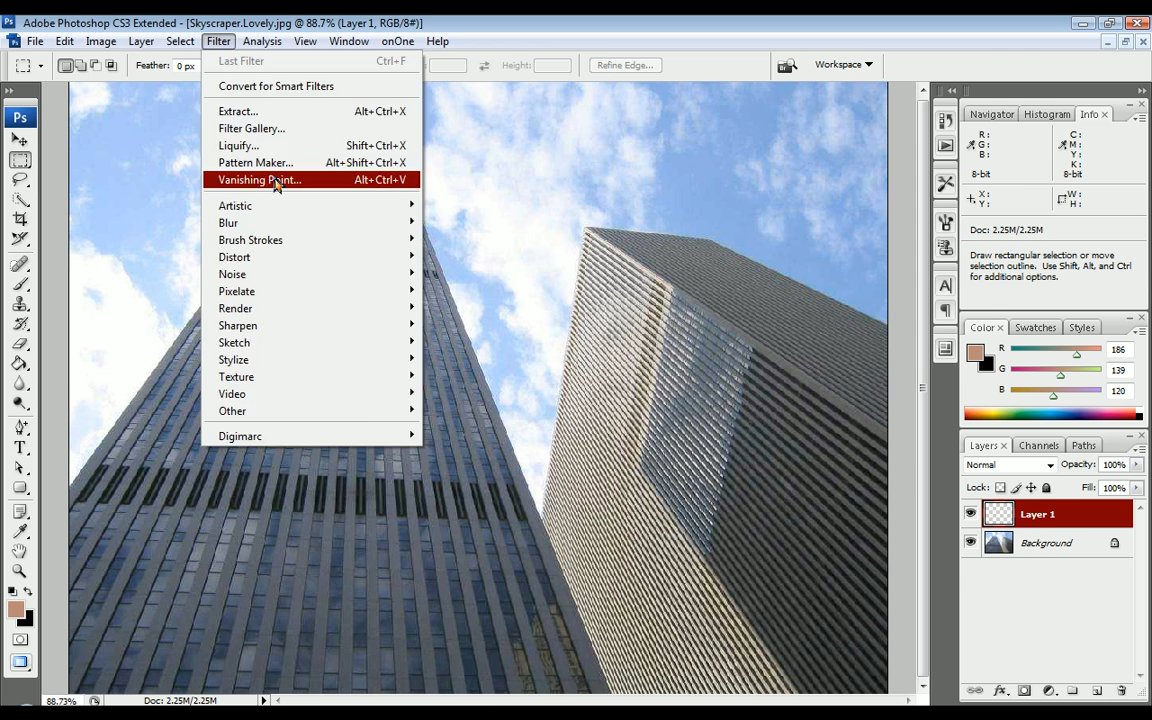 Ps Adobe Photoshop CS3 Extended - [Skyscraper.Lovely.jpg @ 88.7% (Layer 1, RGB/8#)]
Ps File Edit Image Layer Select Filter Analysis View Window onOne Help
Feather: 0 px Height: Refine Edge... Workspace
Last Filter Ctrl+F
Convert for Smart Filters
Extract... Alt+Ctrl+X
Filter Gallery...
Liquify... Shift+Ctrl+X
Pattern Maker... Alt+Shift+Ctrl+X
Vanishing Point... Alt+Ctrl+V
Artistic
Blur
Brush Strokes
Distort
Noise
Pixelate
Render
Sharpen
Sketch
Stylize
Texture
Video
Other
Digimarc
Ps
T
A
Navigator Histogram Info x
R: C:
G: M:
B: Y:
K:
8-bit 8-bit
X: W:
Y: H:
Doc: 2.25M/2.25M
Draw rectangular selection or move
selection outline. Use Shift, Alt, and Ctrl
for additional options.
Color x Swatches Styles
R 186
G 139
B 120
Layers x Channels Paths
Normal Opacity: 100%
Lock: Fill: 100%
Layer 1
Background
fx
88.73% Doc: 2.25M/2.25M